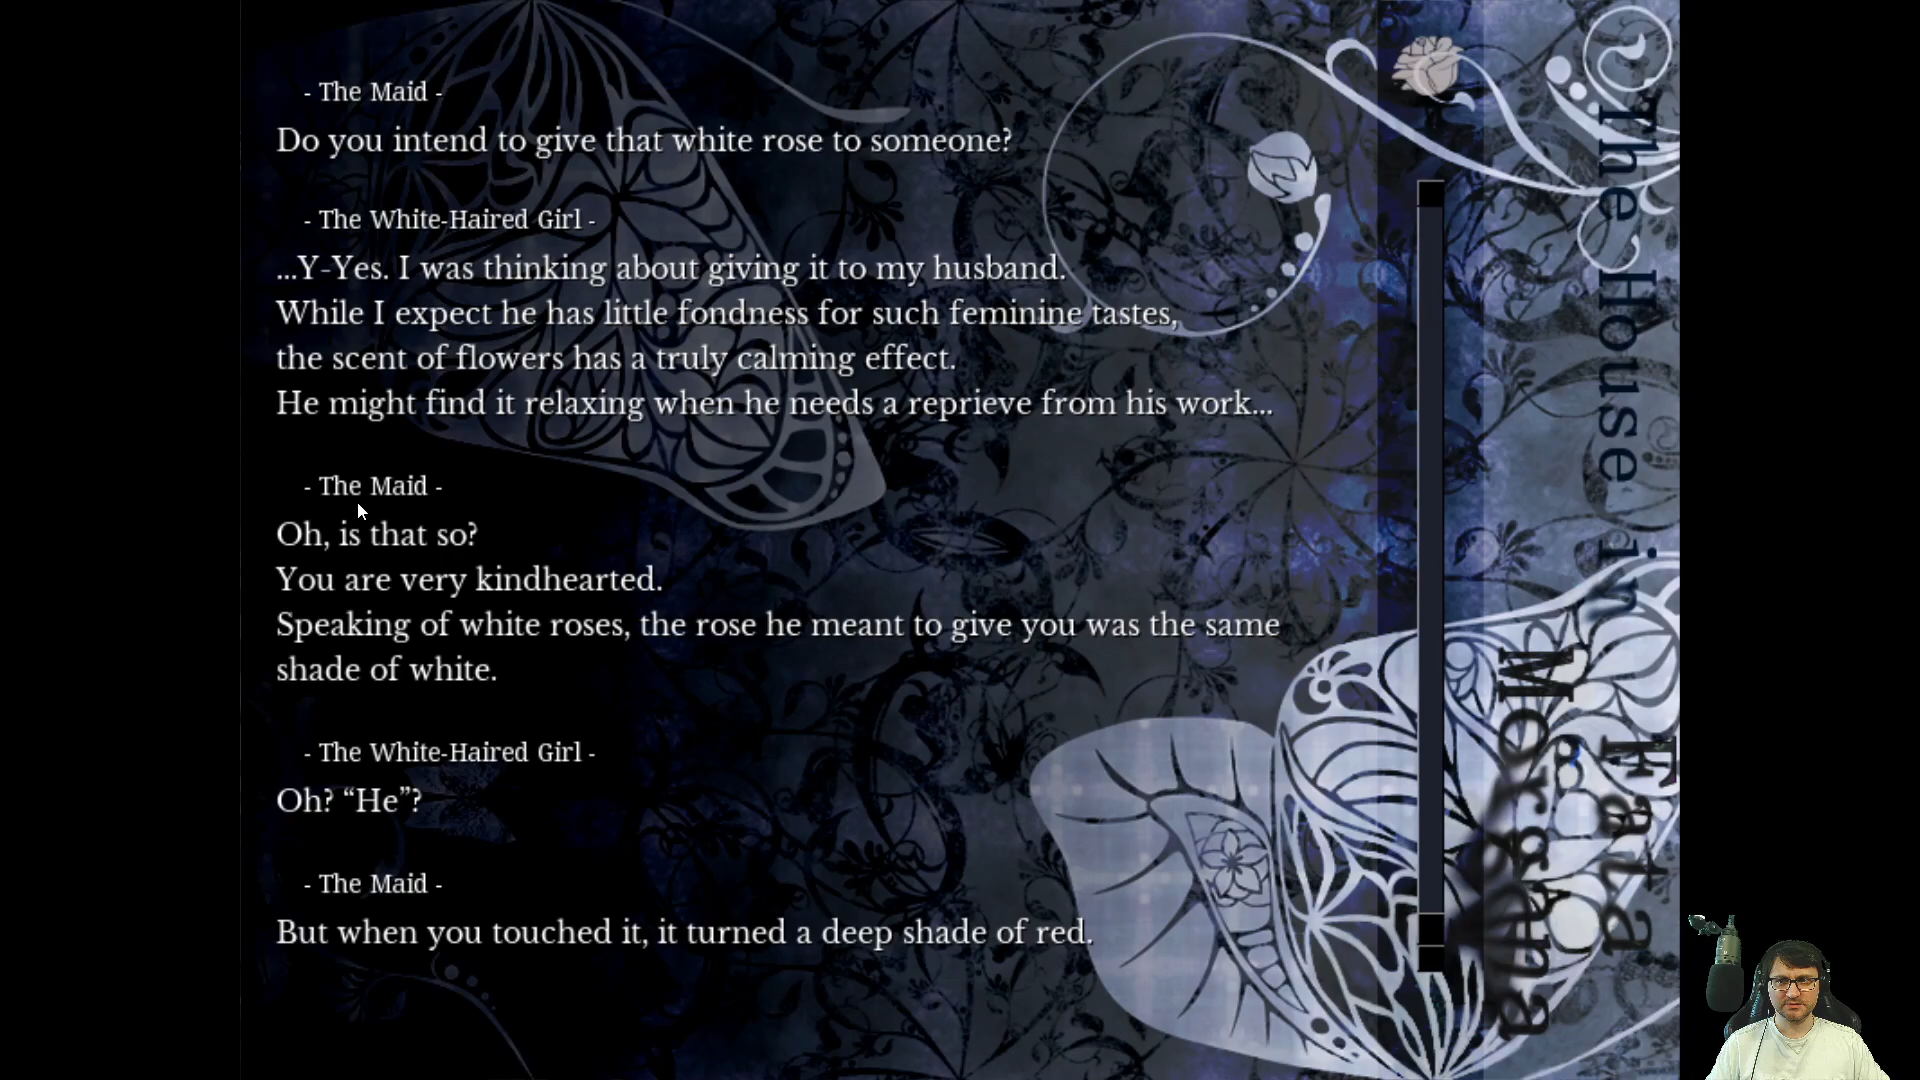 - The Maid -
Do you intend to give that white rose to someone?
- The White-Haired Girl -
...Y-Yes. I was thinking about giving it to my husband.
While I expect he has little fondness for such feminine tastes,
the scent of flowers has a truly calming effect.
He might find it relaxing when he needs a reprieve from his work...
- The Maid -
Oh, is that so?
You are very kindhearted.
Speaking of white roses, the rose he meant to give you was the same
shade of white.
- The White-Haired Girl -
Oh? “He”?
- The Maid -
But when you touched it, it turned a deep shade of red.
The House in
Fata
Morgana